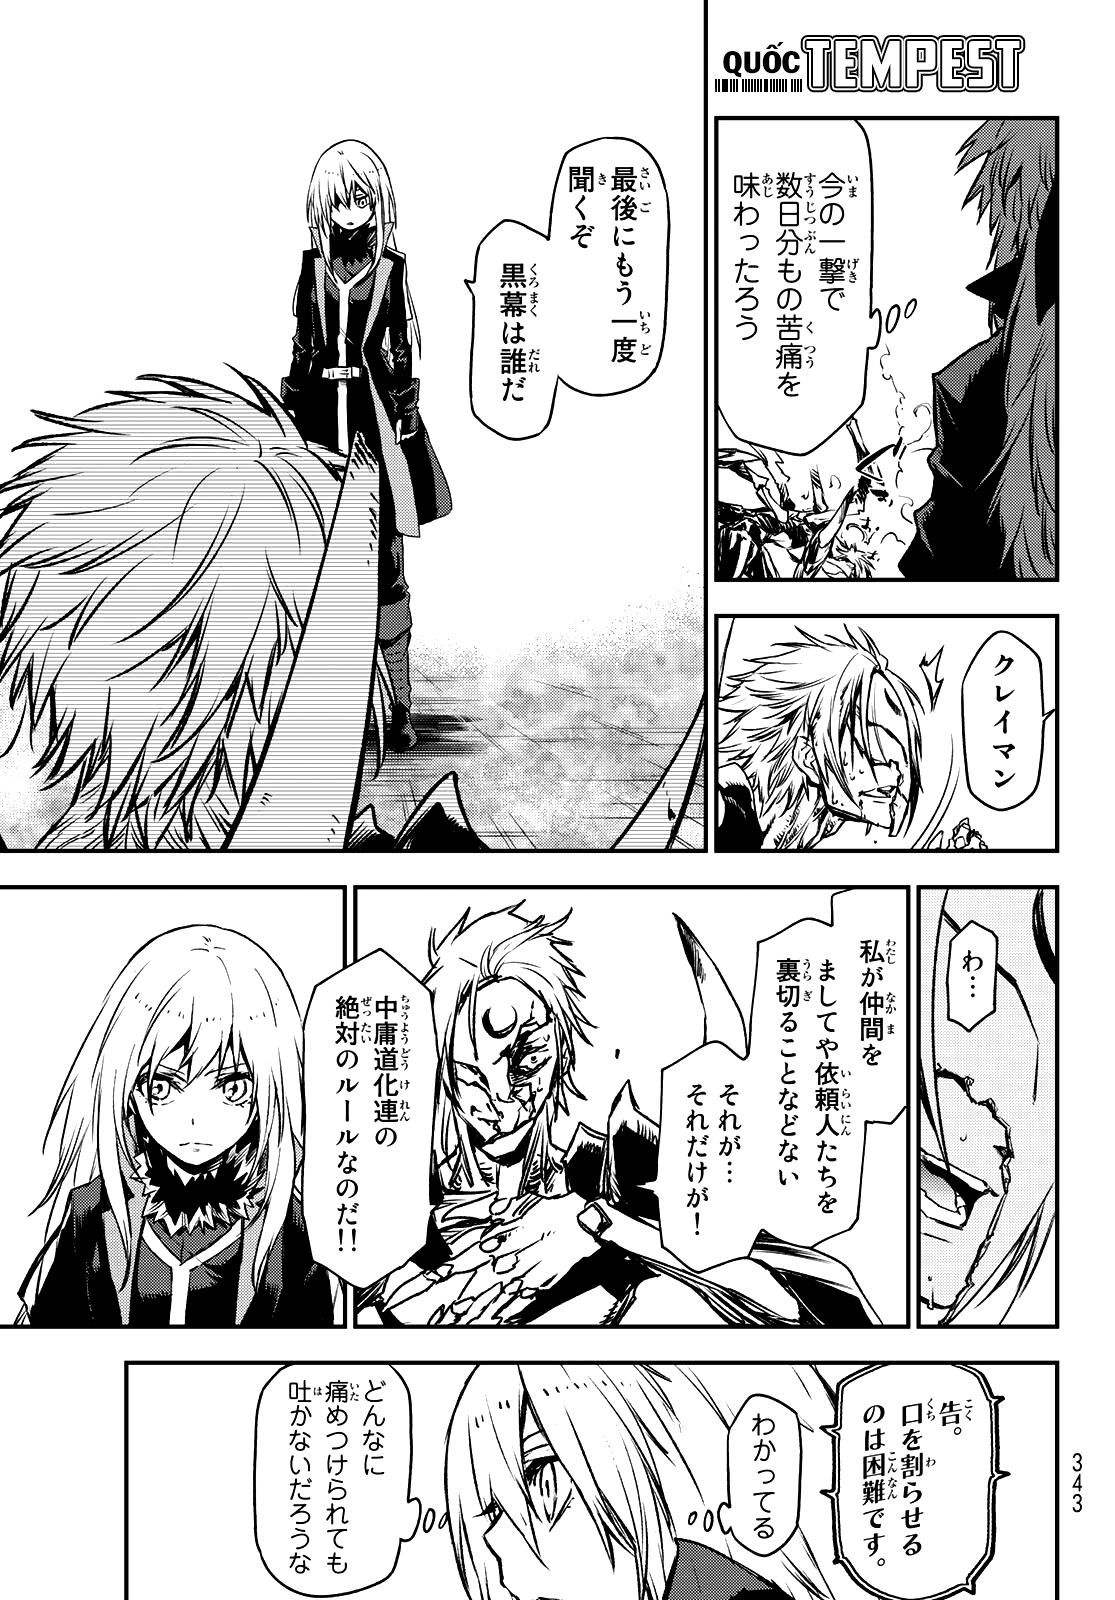 QUỐC TEMPEST
今の一撃で
数日分もの苦痛を
味わったろう
クレイマン
最後にもう一度
聞くぞ
黒幕は誰だ
わ…
私が仲間を
ましてや依頼人たちを
裏切ることなどない
それが…
それだけが！
中庸道化連の
絶対のルールなのだ!!
告。
口を割らせる
のは困難です。
わかってる
どんなに
痛めつけられても
吐かないだろうな
343